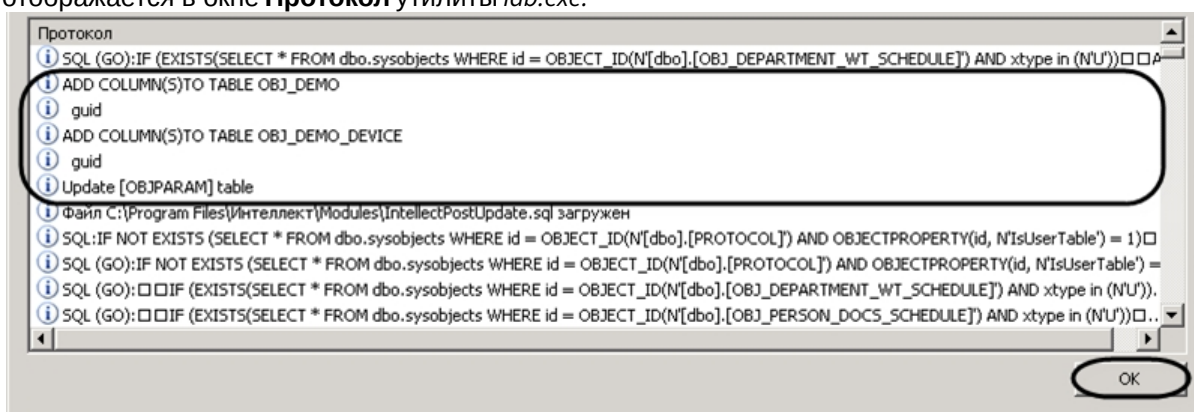 отображается в окне Протокол утилиты idb.exe.
Протокол
SQL (GO):IF (EXISTS(SELECT * FROM dbo.sysobjects WHERE id = OBJECT_ID(N'[dbo].[OBJ_DEPARTMENT_WT_SCHEDULE]') AND xtype in (N'U'))□□A
ADD COLUMN(S)TO TABLE OBJ_DEMO
guid
ADD COLUMN(S)TO TABLE OBJ_DEMO_DEVICE
guid
Update [OBJPARAM] table
Файл C:\Program Files\Интеллект\Modules\IntellectPostUpdate.sql загружен
SQL:IF NOT EXISTS (SELECT * FROM dbo.sysobjects WHERE id = OBJECT_ID(N'[dbo].[PROTOCOL]') AND OBJECTPROPERTY(id, N'IsUserTable') = 1)□
SQL (GO):IF NOT EXISTS (SELECT * FROM dbo.sysobjects WHERE id = OBJECT_ID(N'[dbo].[PROTOCOL]') AND OBJECTPROPERTY(id, N'IsUserTable') =
SQL (GO):□□IF (EXISTS(SELECT * FROM dbo.sysobjects WHERE id = OBJECT_ID(N'[dbo].[OBJ_DEPARTMENT_WT_SCHEDULE]') AND xtype in (N'U')).
SQL (GO):□□IF (EXISTS(SELECT * FROM dbo.sysobjects WHERE id = OBJECT_ID(N'[dbo].[OBJ_PERSON_DOCS_SCHEDULE]') AND xtype in (N'U'))□..
OK